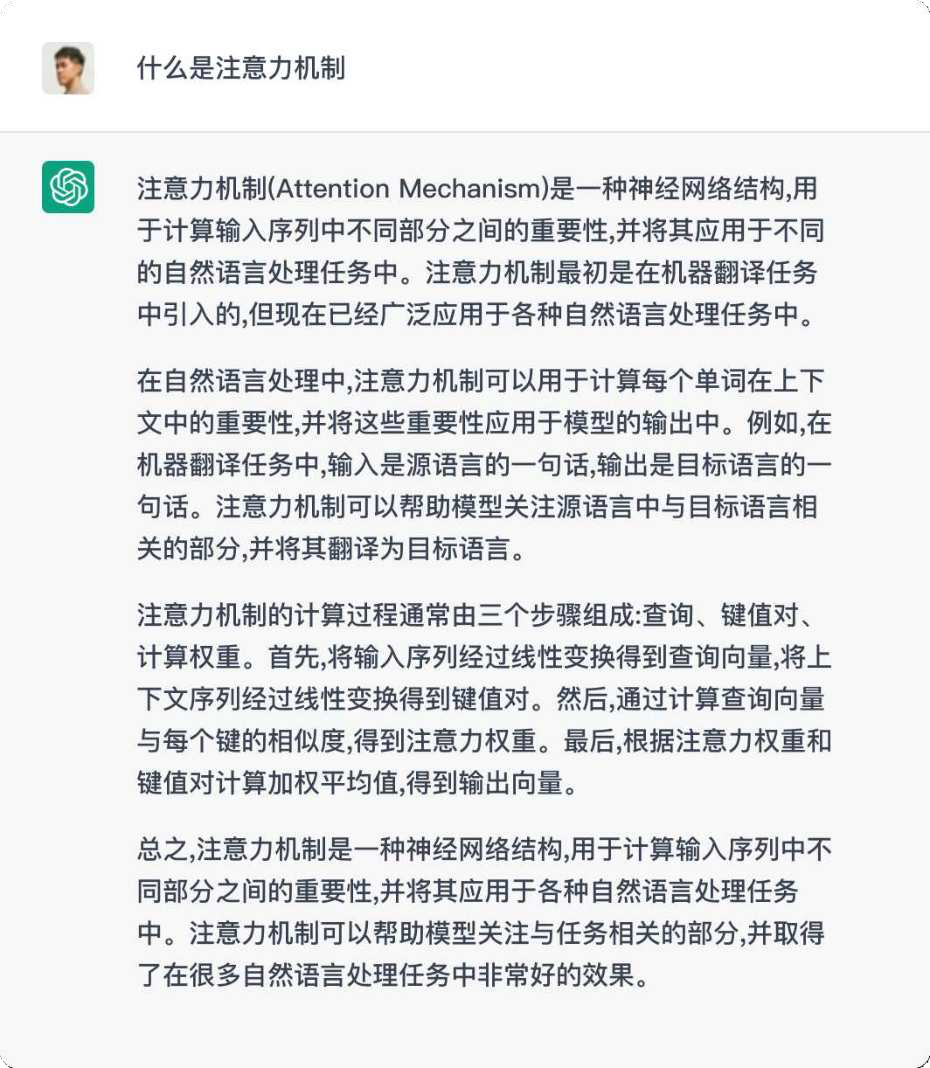 什么是注意力机制
注意力机制(Attention Mechanism)是一种神经网络结构,用
于计算输入序列中不同部分之间的重要性,并将其应用于不同
的自然语言处理任务中。注意力机制最初是在机器翻译任务
中引入的,但现在已经广泛应用于各种自然语言处理任务中。
在自然语言处理中,注意力机制可以用于计算每个单词在上下
文中的重要性,并将这些重要性应用于模型的输出中。例如,在
机器翻译任务中,输入是源语言的一句话,输出是目标语言的一
句话。注意力机制可以帮助模型关注源语言中与目标语言相
关的部分,并将其翻译为目标语言。
注意力机制的计算过程通常由三个步骤组成:查询、键值对、
计算权重。首先,将输入序列经过线性变换得到查询向量,将上
下文序列经过线性变换得到键值对。然后,通过计算查询向量
与每个键的相似度,得到注意力权重。最后,根据注意力权重和
键值对计算加权平均值,得到输出向量。
总之,注意力机制是一种神经网络结构,用于计算输入序列中不
同部分之间的重要性,并将其应用于各种自然语言处理任务
中。注意力机制可以帮助模型关注与任务相关的部分,并取得
了在很多自然语言处理任务中非常好的效果。